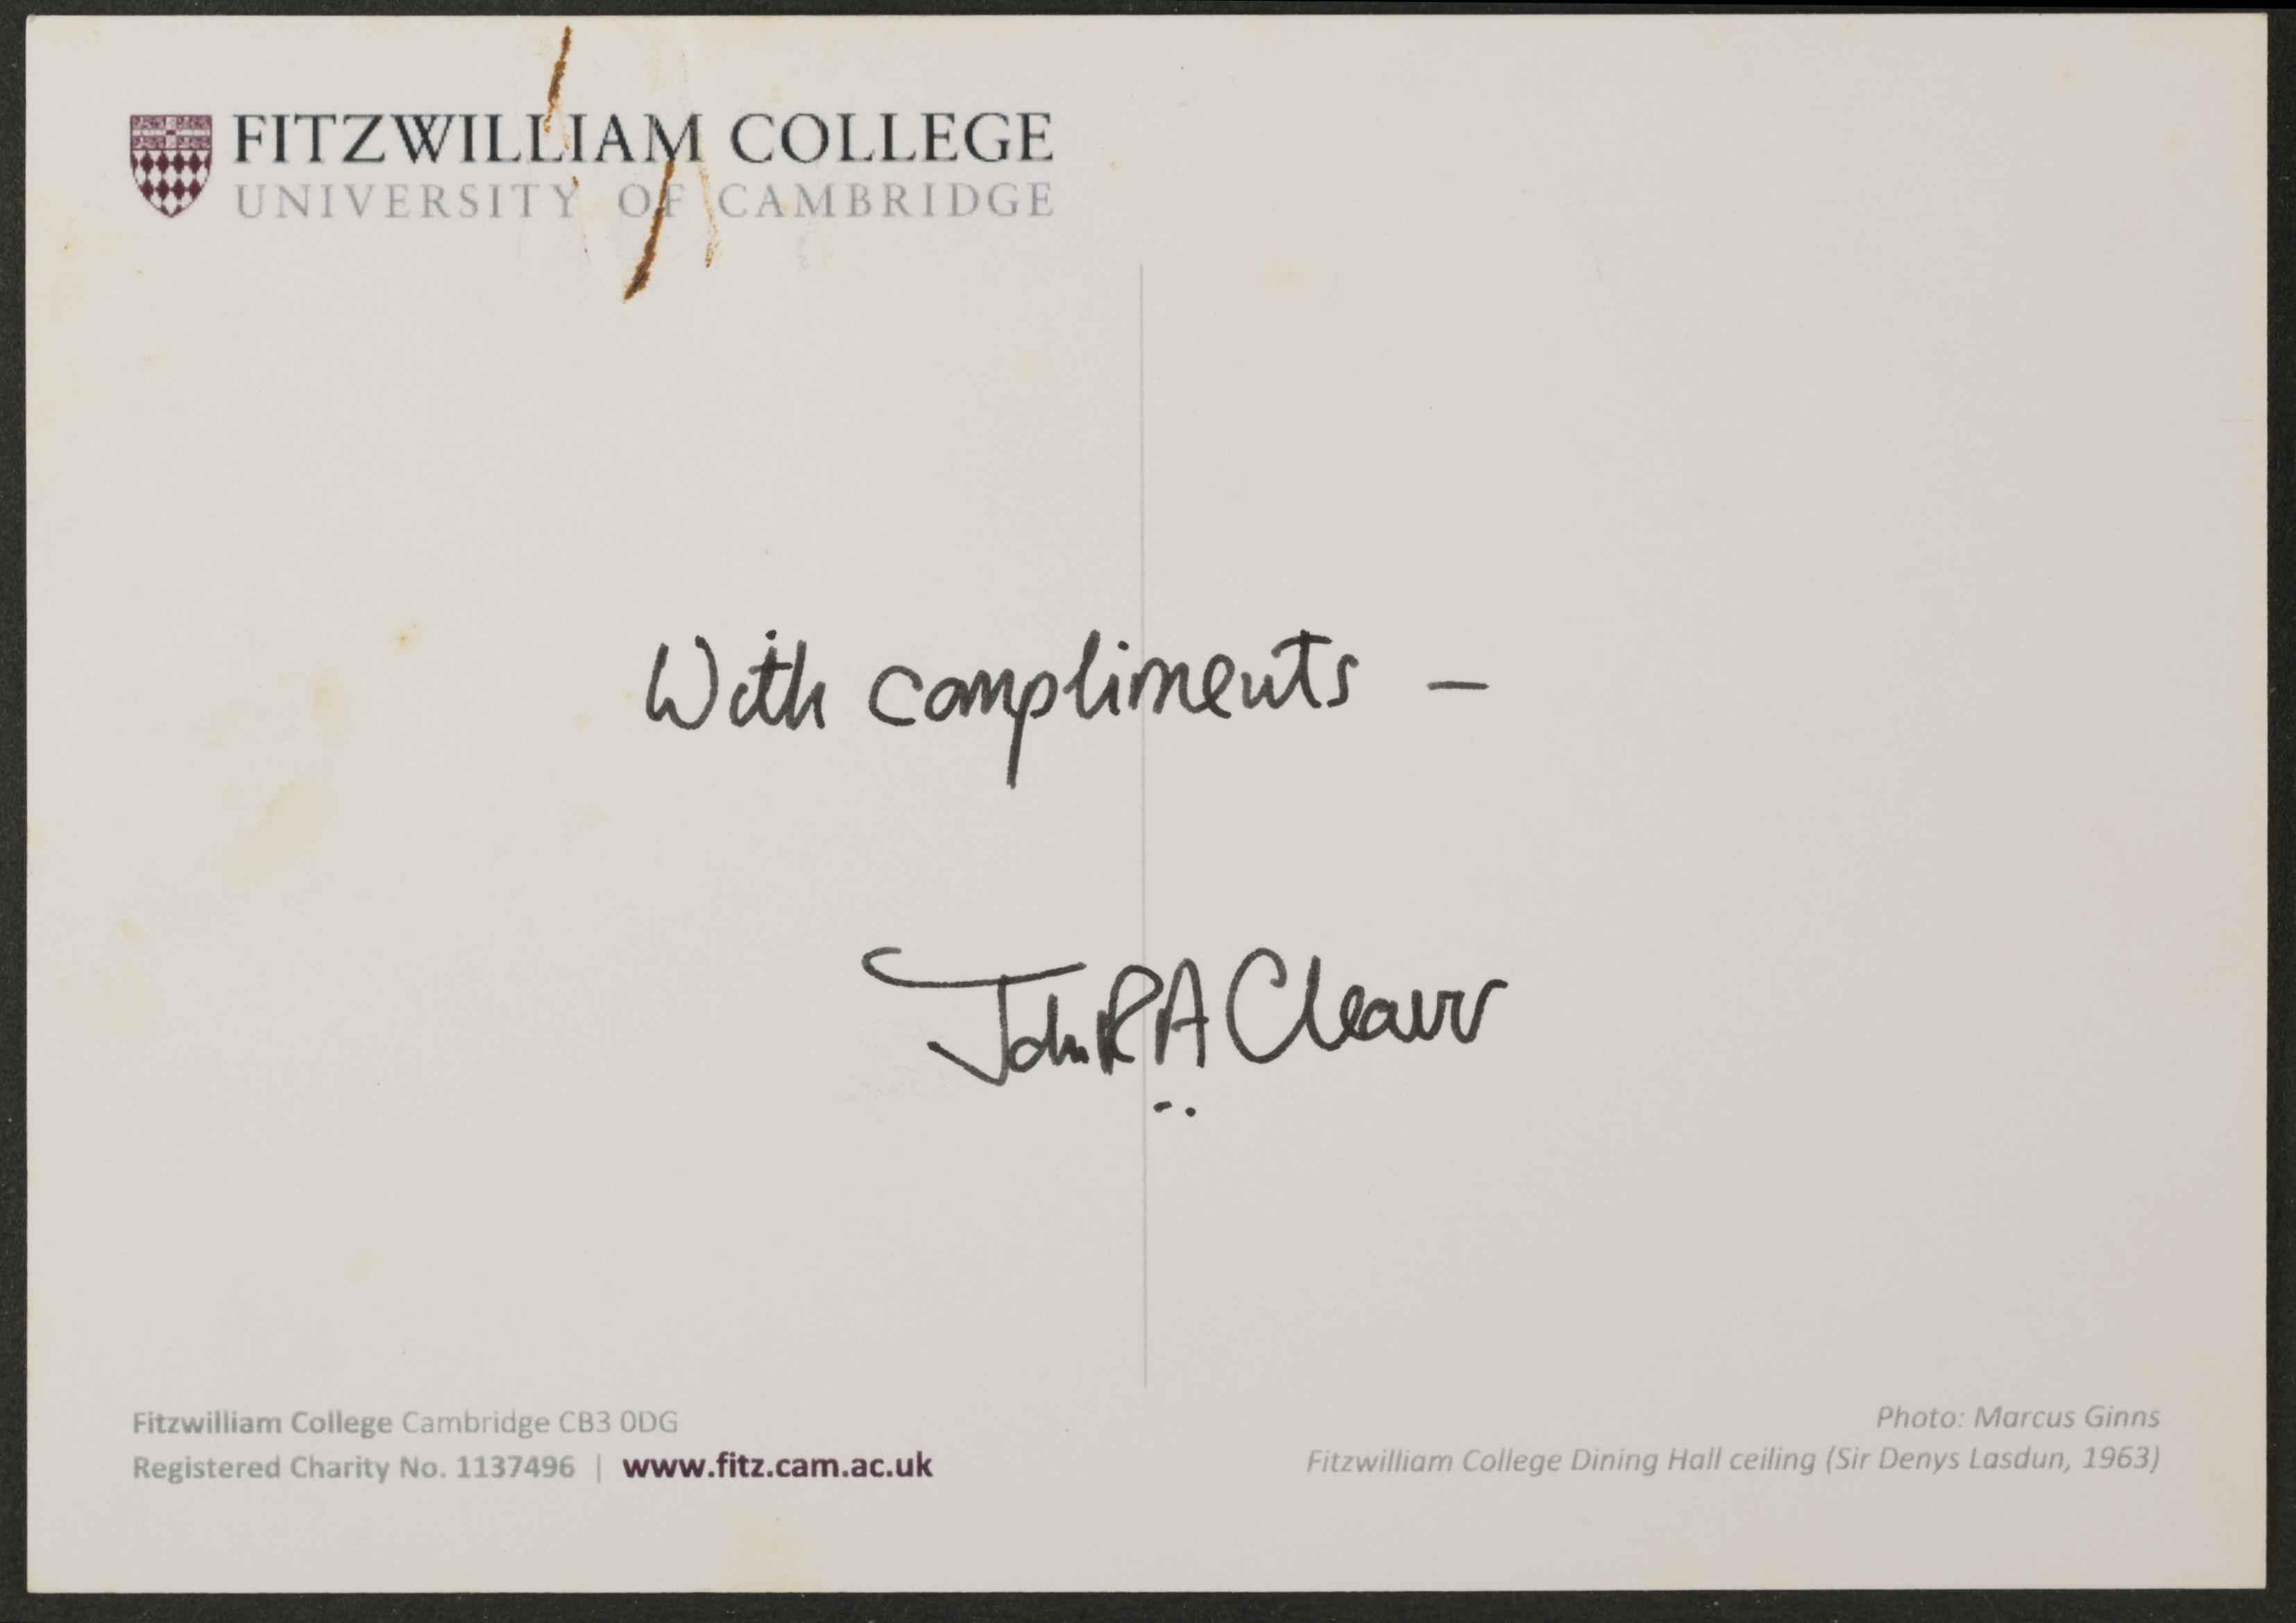 FITZWILLIAM COLLEGE
UNIVERSITY OF CAMBRIDGE
With compliments –
John R A Cleaver
Fitzwilliam College Cambridge CB3 0DG
Registered Charity No. 1137496 | www.fitz.cam.ac.uk
Photo: Marcus Ginns
Fitzwilliam College Dining Hall ceiling (Sir Denys Lasdun, 1963)